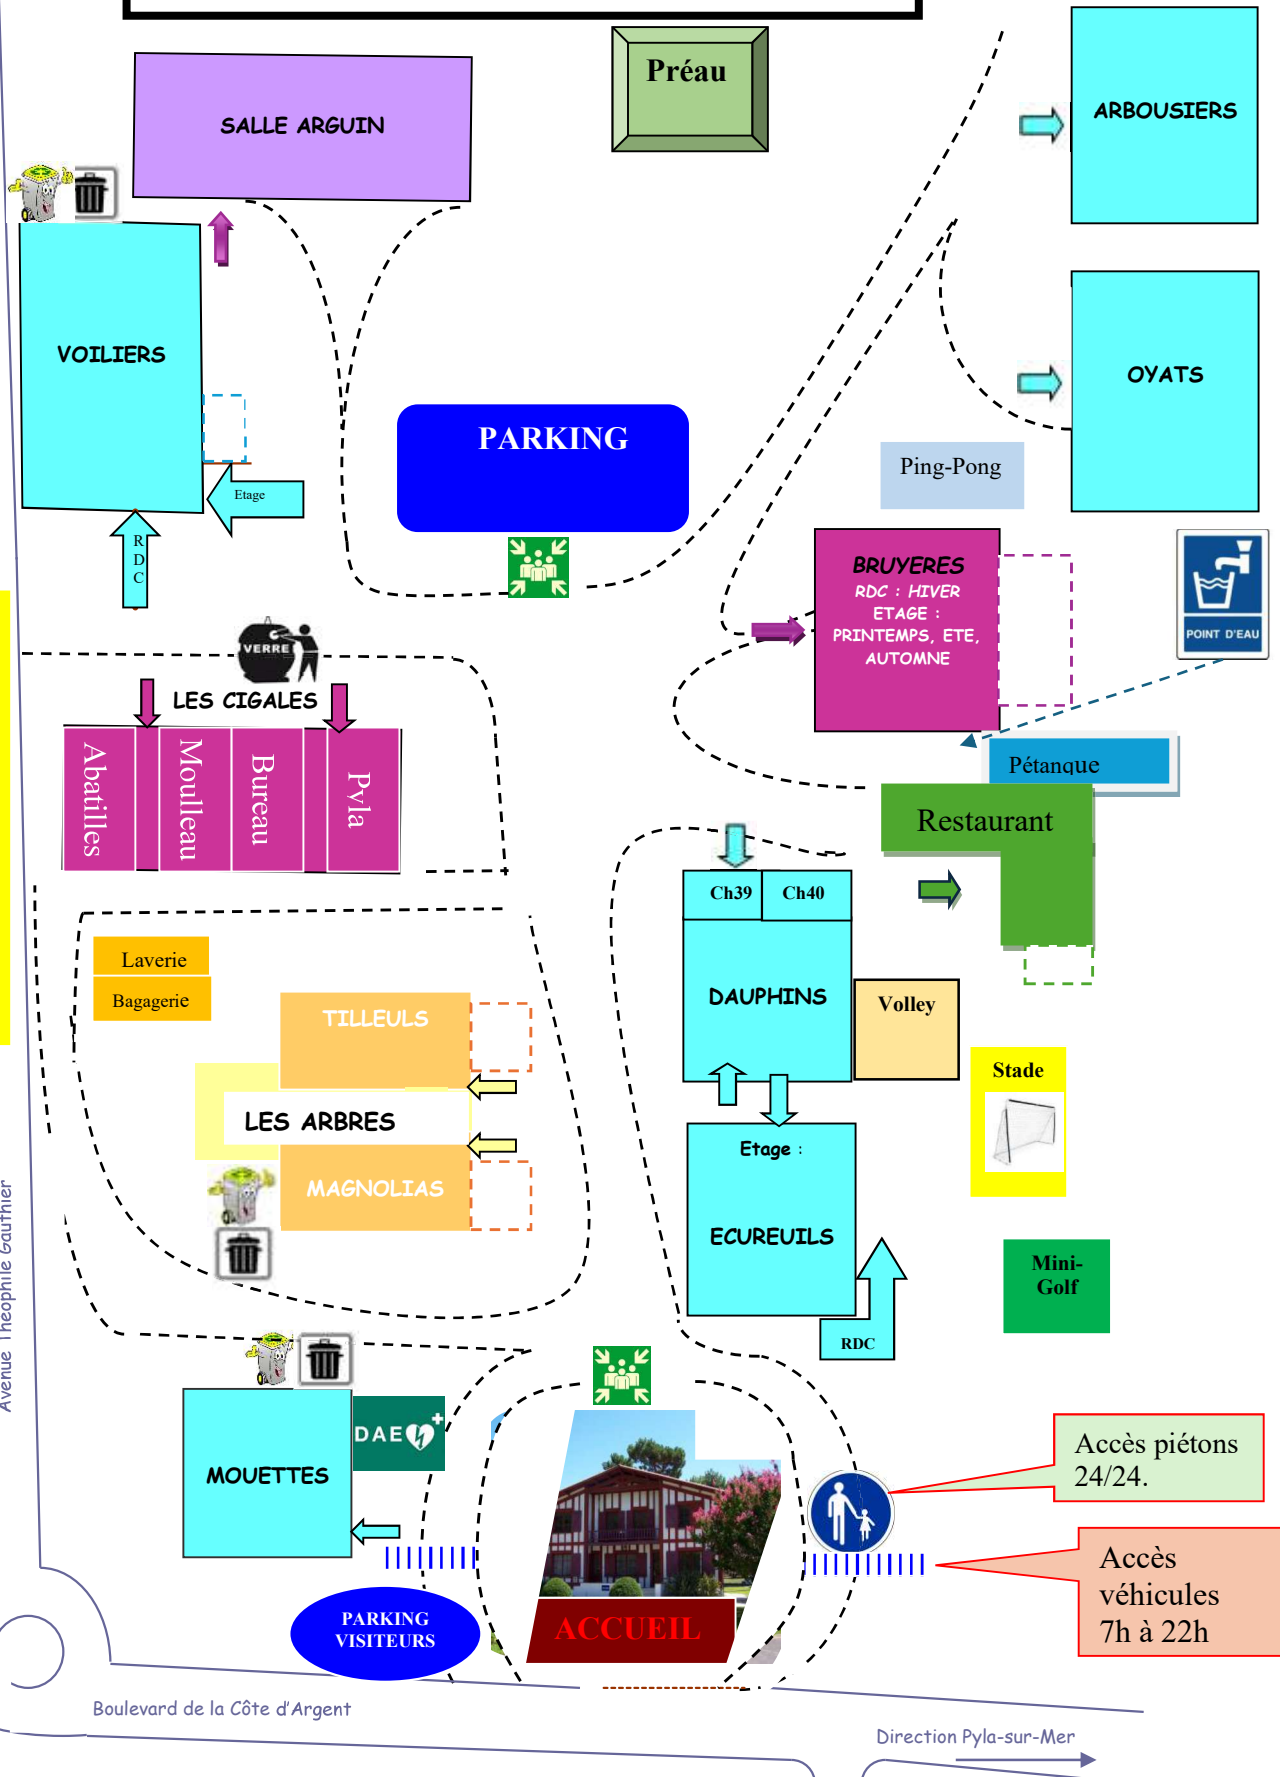 Préau
ARBOUSIERS
SALLE ARGUIN
VOILIERS
OYATS
PARKING
Ping-Pong
Etage
R
D
C
BRUYERES
RDC : HIVER
ETAGE :
PRINTEMPS, ETE,
AUTOMNE
POINT D'EAU
VERRE
LES CIGALES
Abatilles
Moulleau
Bureau
Pyla
Pétanque
Restaurant
Ch39
Ch40
Laverie
Bagagerie
DAUPHINS
Volley
TILLEULS
Stade
LES ARBRES
Etage :
MAGNOLIAS
ECUREUILS
Mini-
Golf
RDC
Avenue Théophile Gauthier
DAE
MOUETTES
Accès piétons
24/24.
Accès
véhicules
7h à 22h
PARKING
VISITEURS
ACCUEIL
Boulevard de la Côte d'Argent
Direction Pyla-sur-Mer